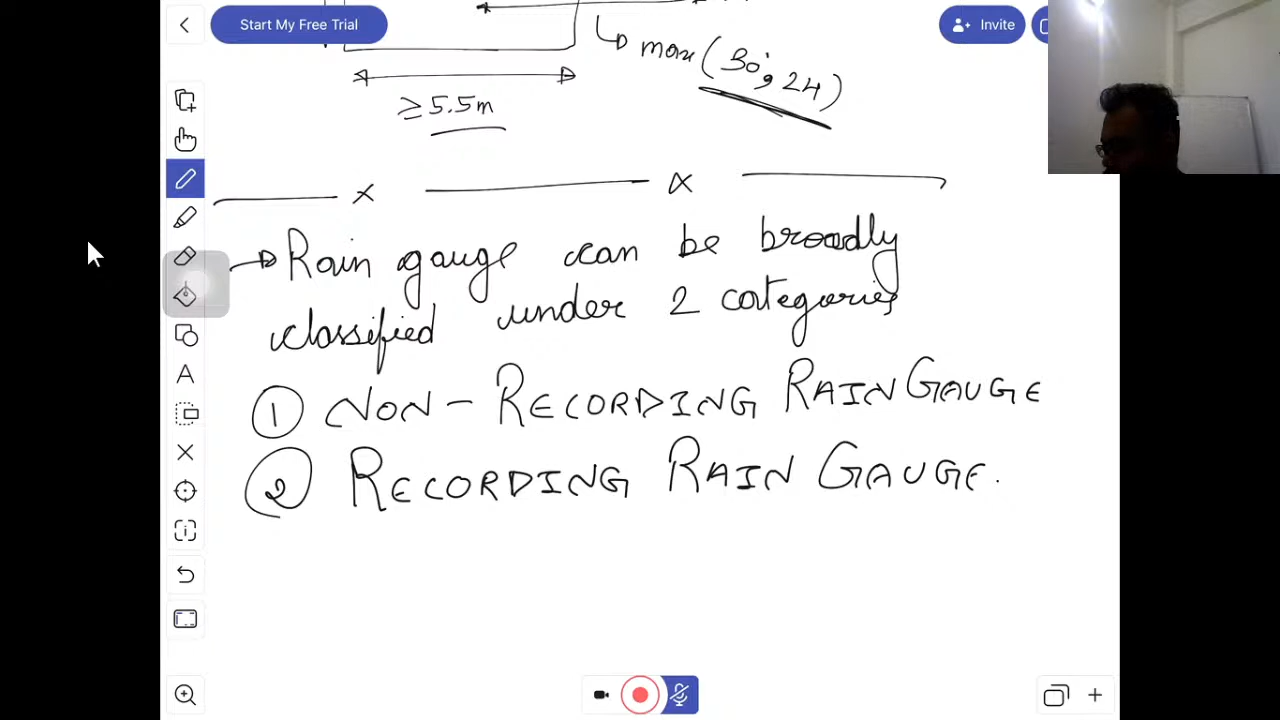 Start My Free Trial
Invite
max (30, 24)
≥ 5.5m
Rain gauge can be broadly
classified under 2 categories
① NON - RECORDING RAIN GAUGE
② RECORDING RAIN GAUGE.